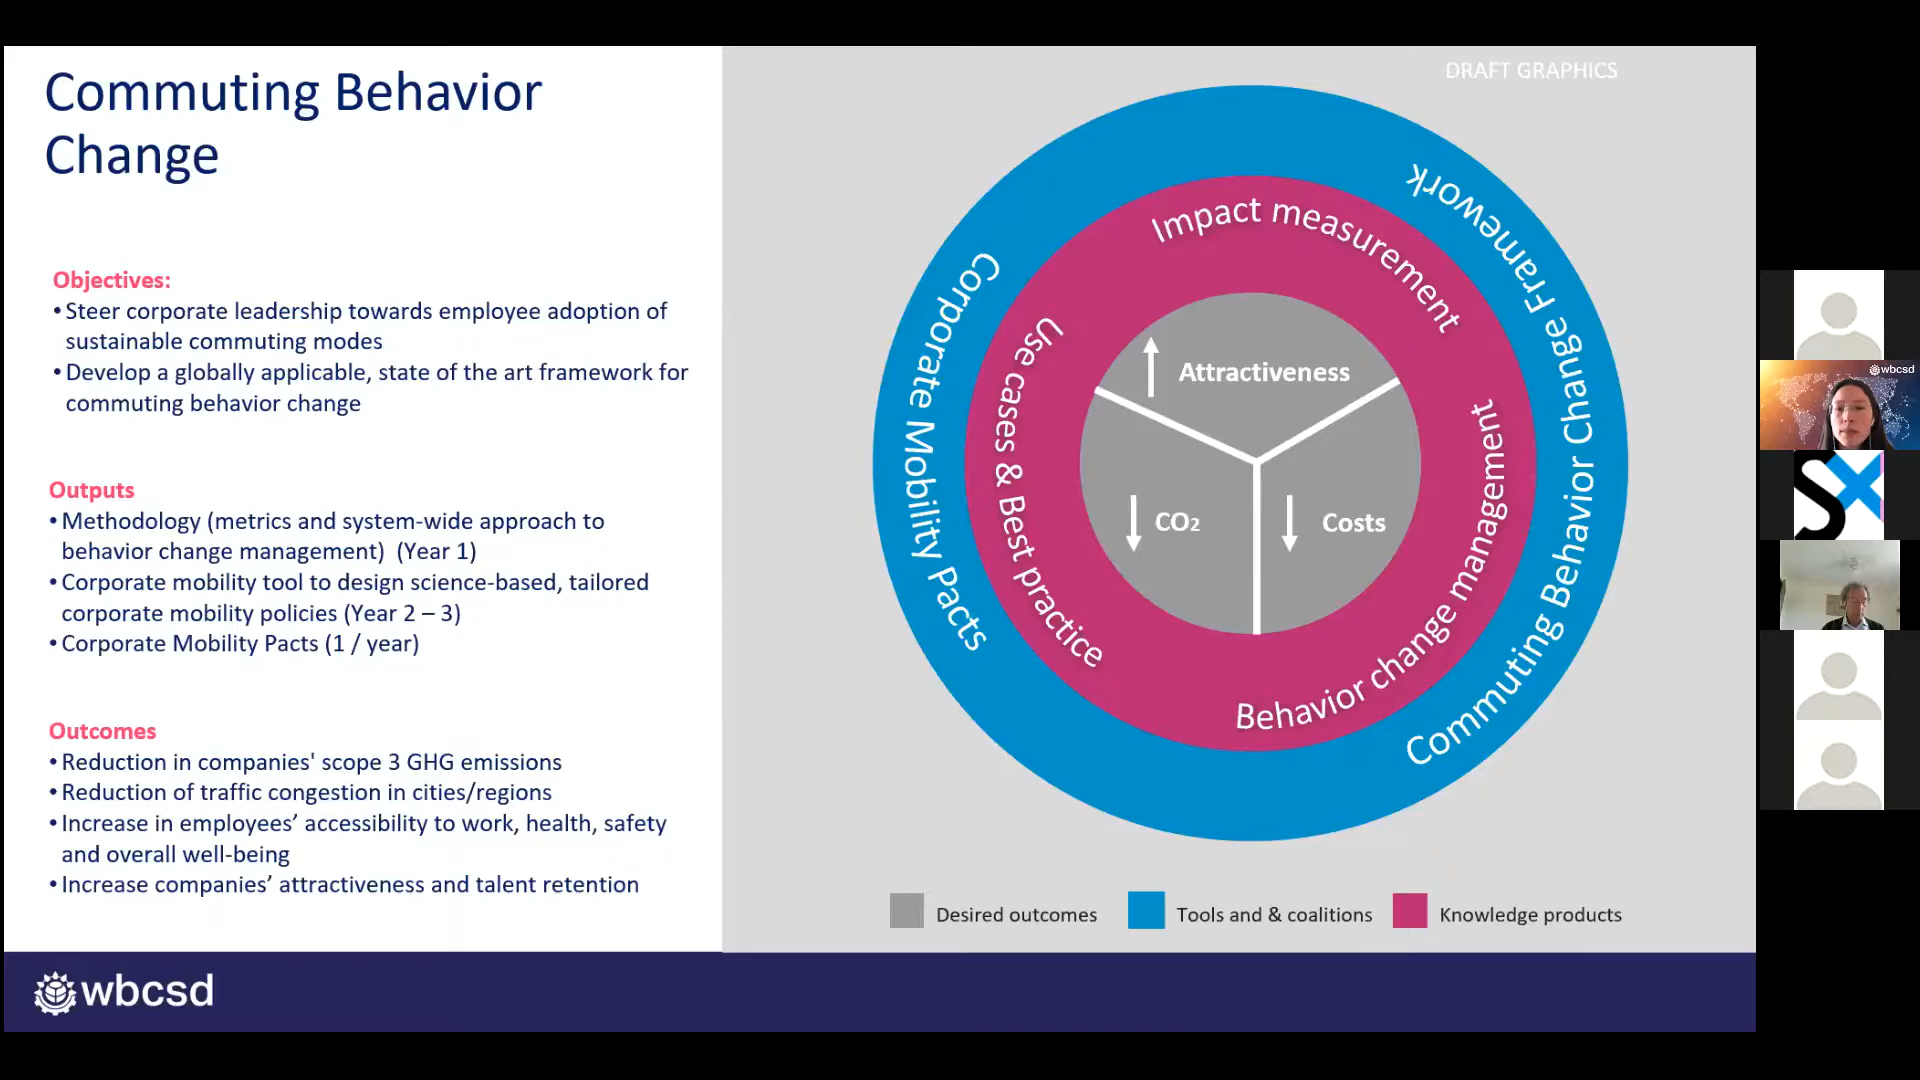 Commuting Behavior
Change
Objectives:
• Steer corporate leadership towards employee adoption of
sustainable commuting modes
• Develop a globally applicable, state of the art framework for
commuting behavior change
Outputs
• Methodology (metrics and system-wide approach to
behavior change management) (Year 1)
• Corporate mobility tool to design science-based, tailored
corporate mobility policies (Year 2 – 3)
• Corporate Mobility Pacts (1 / year)
Outcomes
• Reduction in companies' scope 3 GHG emissions
• Reduction of traffic congestion in cities/regions
• Increase in employees’ accessibility to work, health, safety
and overall well-being
• Increase companies’ attractiveness and talent retention
wbcsd
DRAFT GRAPHICS
Corporate Mobility Pacts
Commuting Behavior Change Framework
Impact measurement
Use cases & Best practice
Behavior change management
Attractiveness
CO2
Costs
Desired outcomes
Tools and & coalitions
Knowledge products
wbcsd
SX